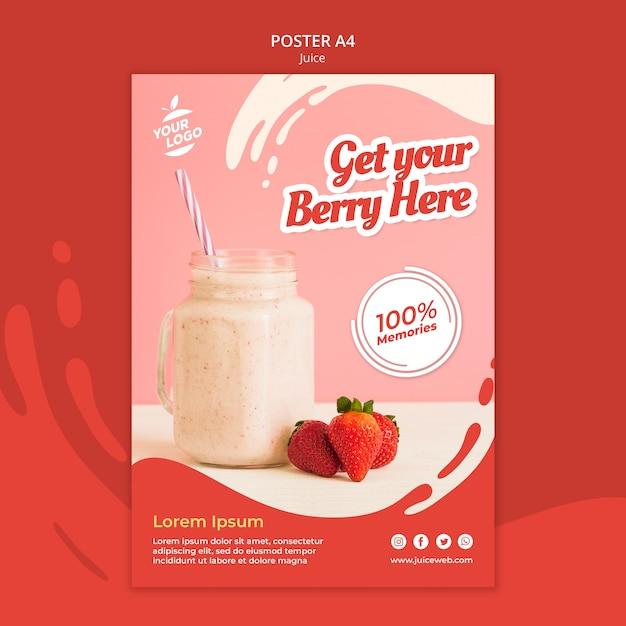 POSTER A4
Juice
YOUR
LOGO
Get your
Berry Here
100%
Memories
Lorem Ipsum
Lorem ipsum dolor sit amet, consectetur
adipiscing elit, sed do eiusmod tempor
incididunt ut labore et dolore magna
www.juiceweb.com